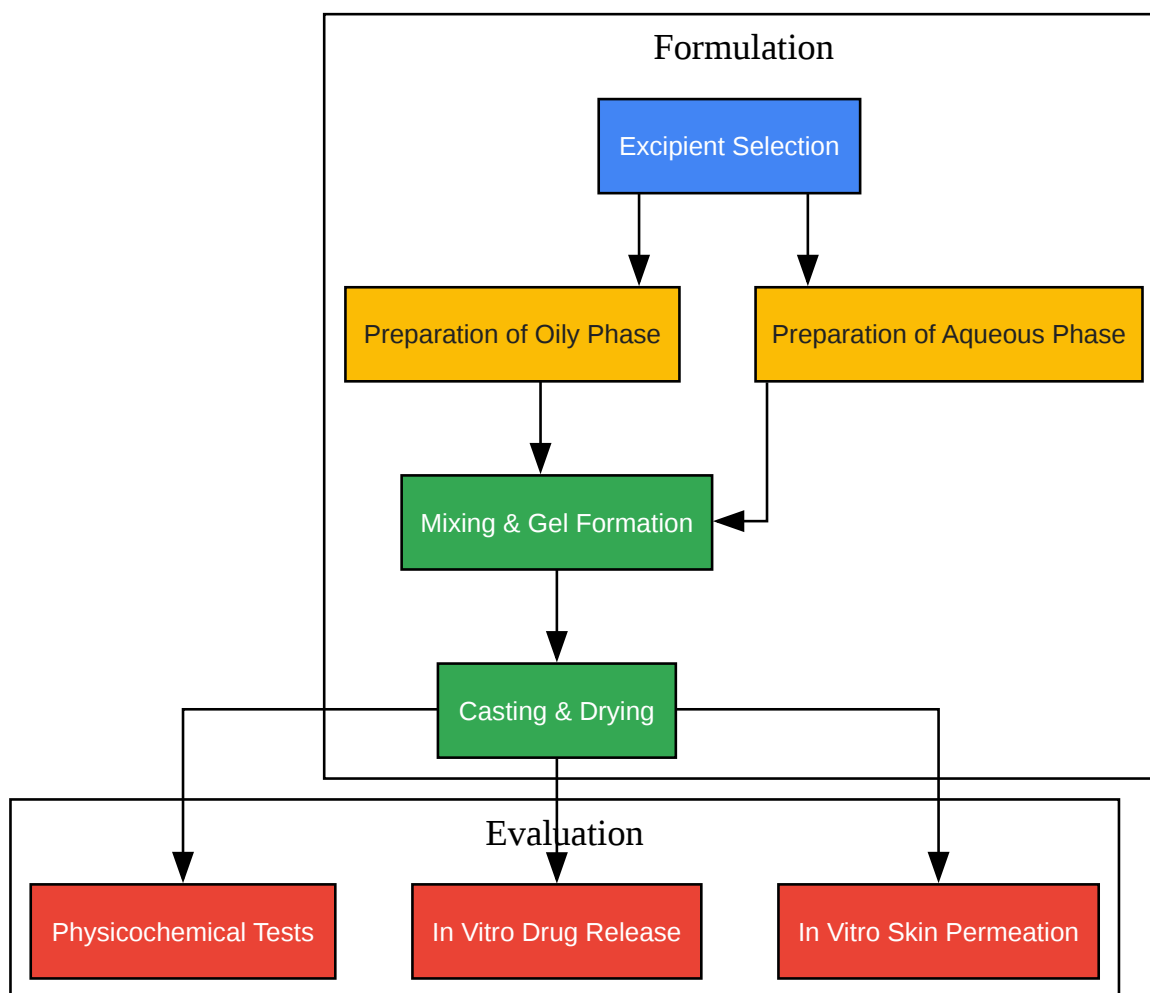 Formulation
Excipient Selection
Preparation of Oily Phase
Preparation of Aqueous Phase
Mixing & Gel Formation
Casting & Drying
Evaluation
Physicochemical Tests
In Vitro Drug Release
In Vitro Skin Permeation